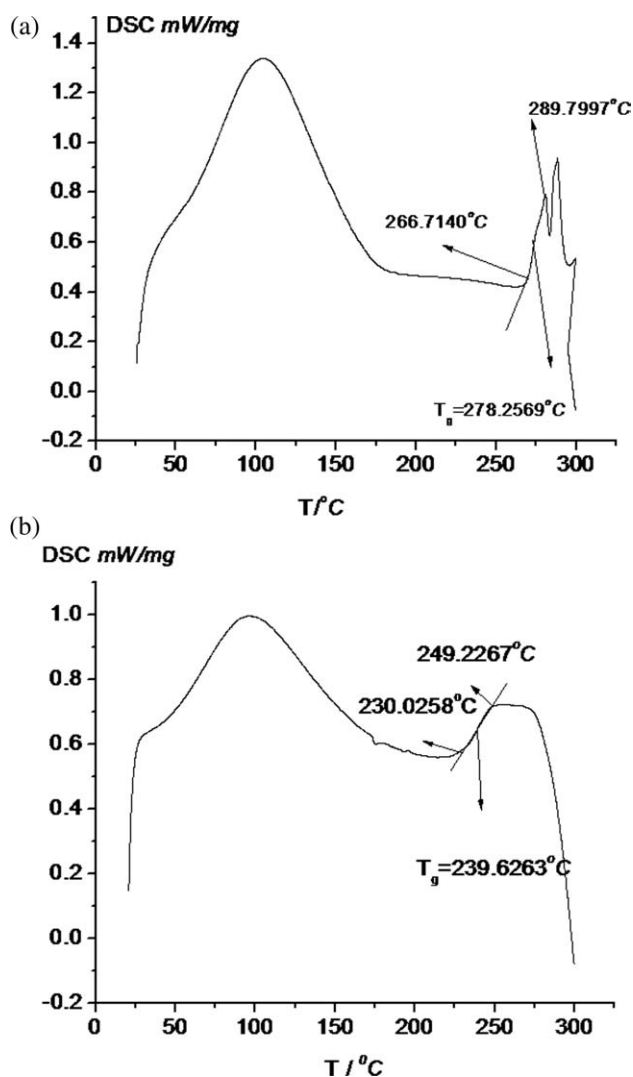 (a)
DSC mW/mg
1.4
1.2
1.0
0.8
0.6
0.4
0.2
0.0
-0.2
289.7997°C
266.7140°C
Tg=278.2569°C
0 50 100 150 200 250 300
T/°C
(b)
DSC mW/mg
1.0
0.8
0.6
0.4
0.2
0.0
-0.2
249.2267°C
230.0258°C
Tg=239.6263°C
0 50 100 150 200 250 300
T / °C